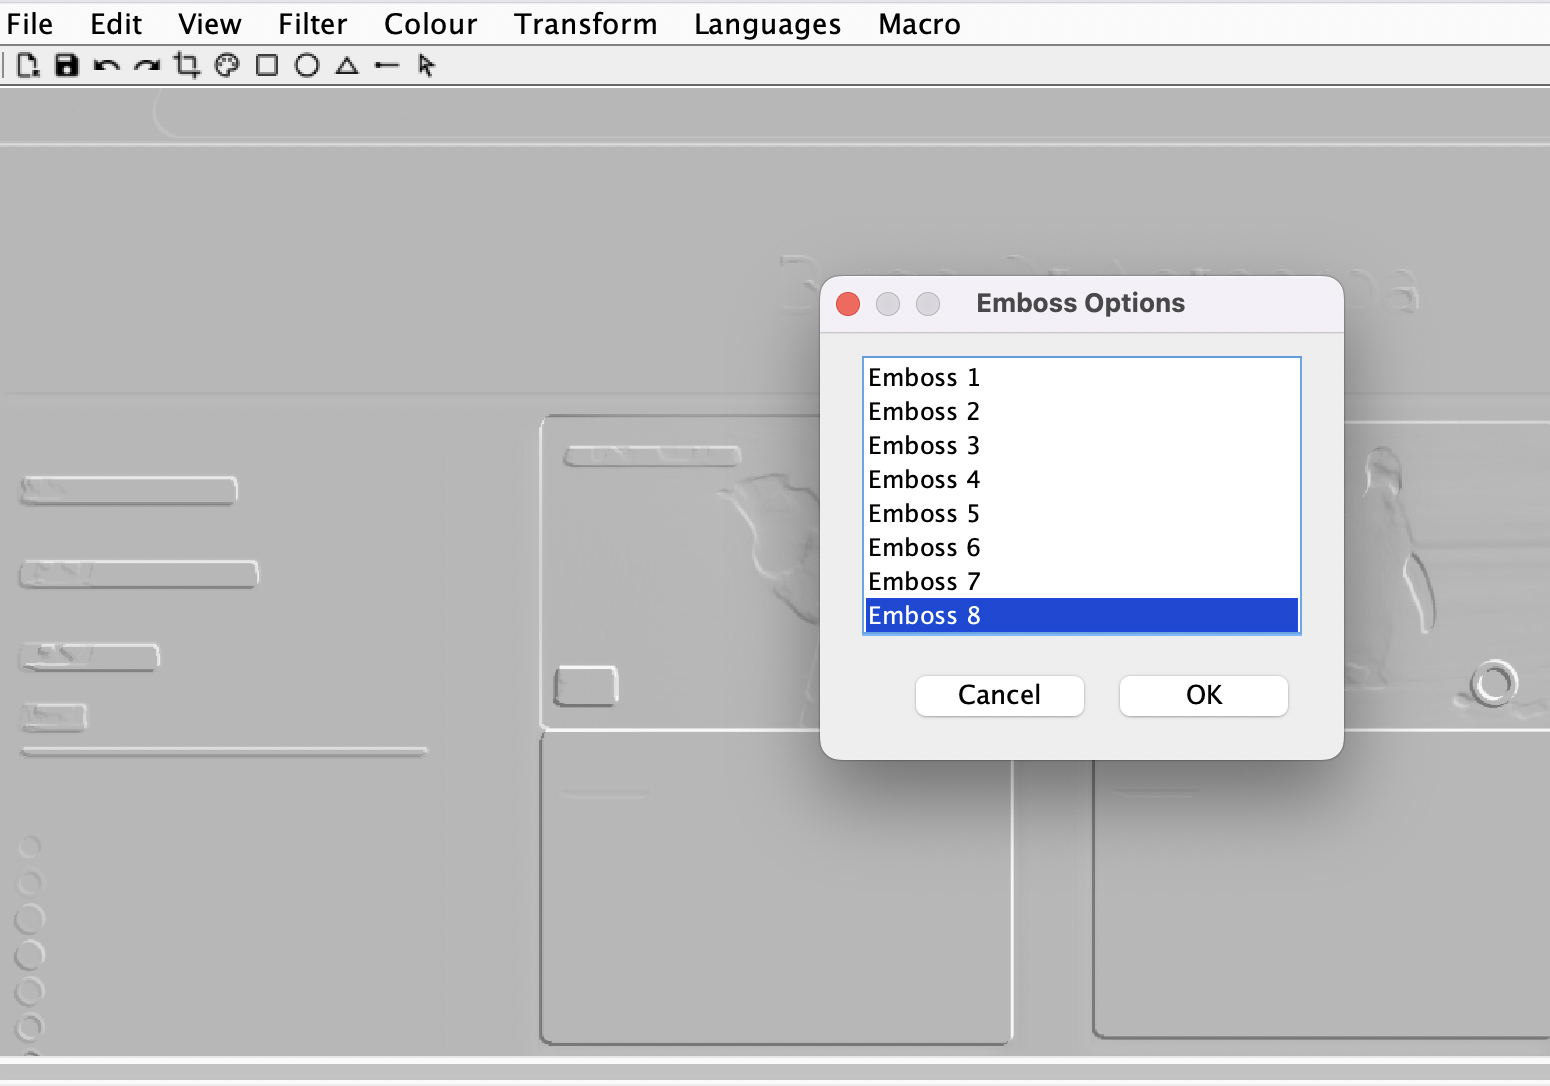 File Edit View Filter Colour Transform Languages Macro
Emboss Options
Emboss 1
Emboss 2
Emboss 3
Emboss 4
Emboss 5
Emboss 6
Emboss 7
Emboss 8
Cancel OK